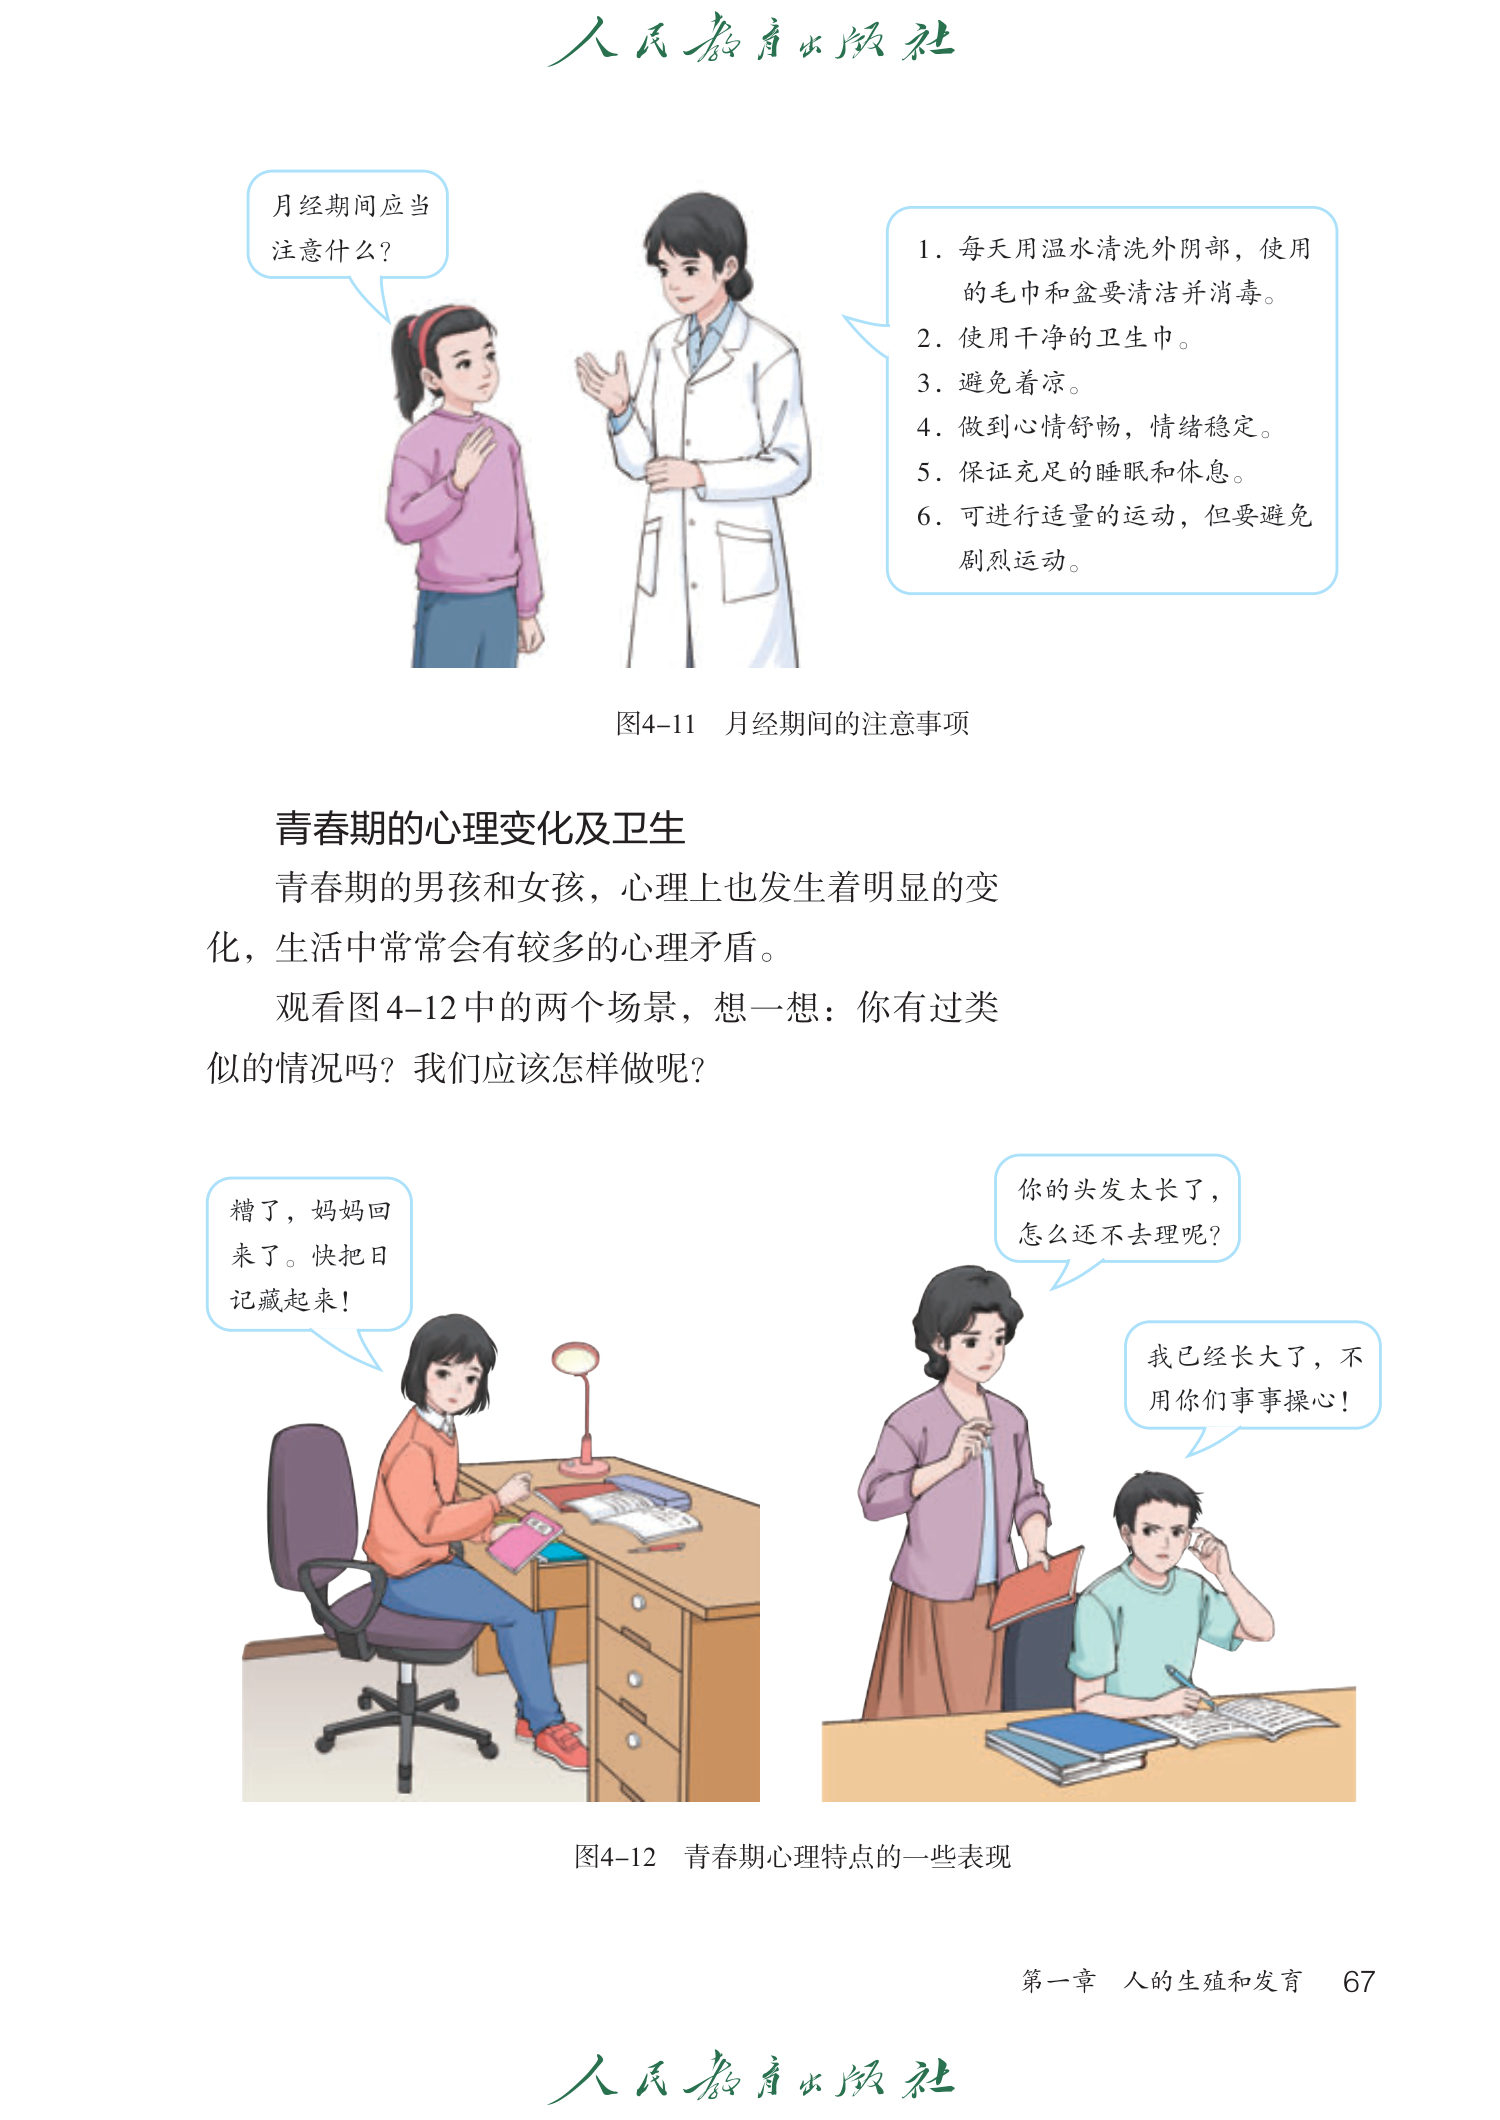 人民教育出版社
月经期间应当
注意什么？
1. 每天用温水清洗外阴部，使用
的毛巾和盆要清洁并消毒。
2. 使用干净的卫生巾。
3. 避免着凉。
4. 做到心情舒畅，情绪稳定。
5. 保证充足的睡眠和休息。
6. 可进行适量的运动，但要避免
剧烈运动。
图4-11 月经期间的注意事项
青春期的心理变化及卫生
青春期的男孩和女孩，心理上也发生着明显的变
化，生活中常常会有较多的心理矛盾。
观看图4-12中的两个场景，想一想：你有过类
似的情况吗？我们应该怎样做呢？
糟了，妈妈回
来了。快把日
记藏起来！
你的头发太长了，
怎么还不去理呢？
我已经长大了，不
用你们事事操心！
图4-12 青春期心理特点的一些表现
第一章 人的生殖和发育 67
人民教育出版社